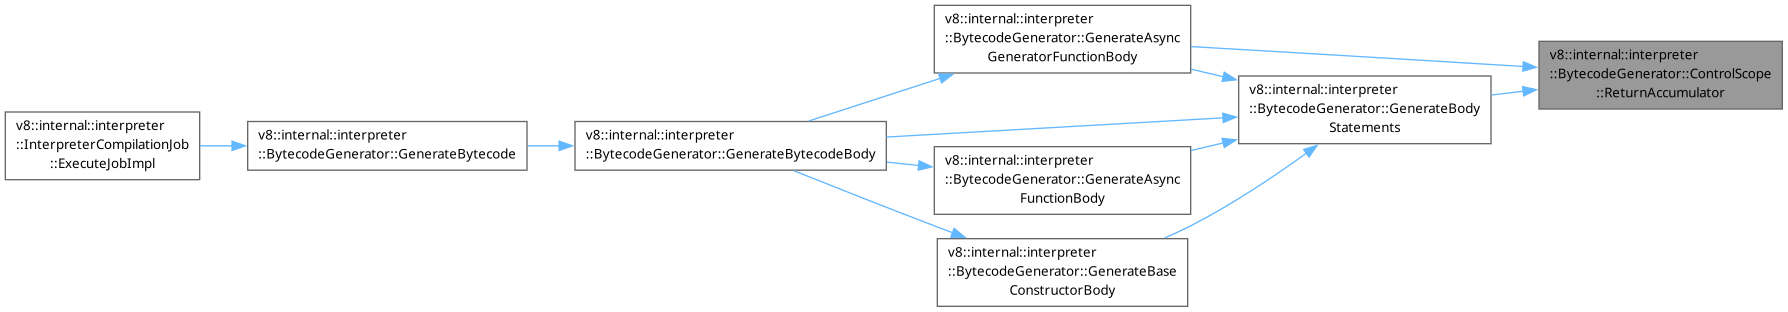 v8::internal::interpreter
::InterpreterCompilationJob
::ExecuteJobImpl
v8::internal::interpreter
::BytecodeGenerator::GenerateBytecode
v8::internal::interpreter
::BytecodeGenerator::GenerateBytecodeBody
v8::internal::interpreter
::BytecodeGenerator::GenerateAsync
GeneratorFunctionBody
v8::internal::interpreter
::BytecodeGenerator::GenerateAsync
FunctionBody
v8::internal::interpreter
::BytecodeGenerator::GenerateBase
ConstructorBody
v8::internal::interpreter
::BytecodeGenerator::GenerateBody
Statements
v8::internal::interpreter
::BytecodeGenerator::ControlScope
::ReturnAccumulator